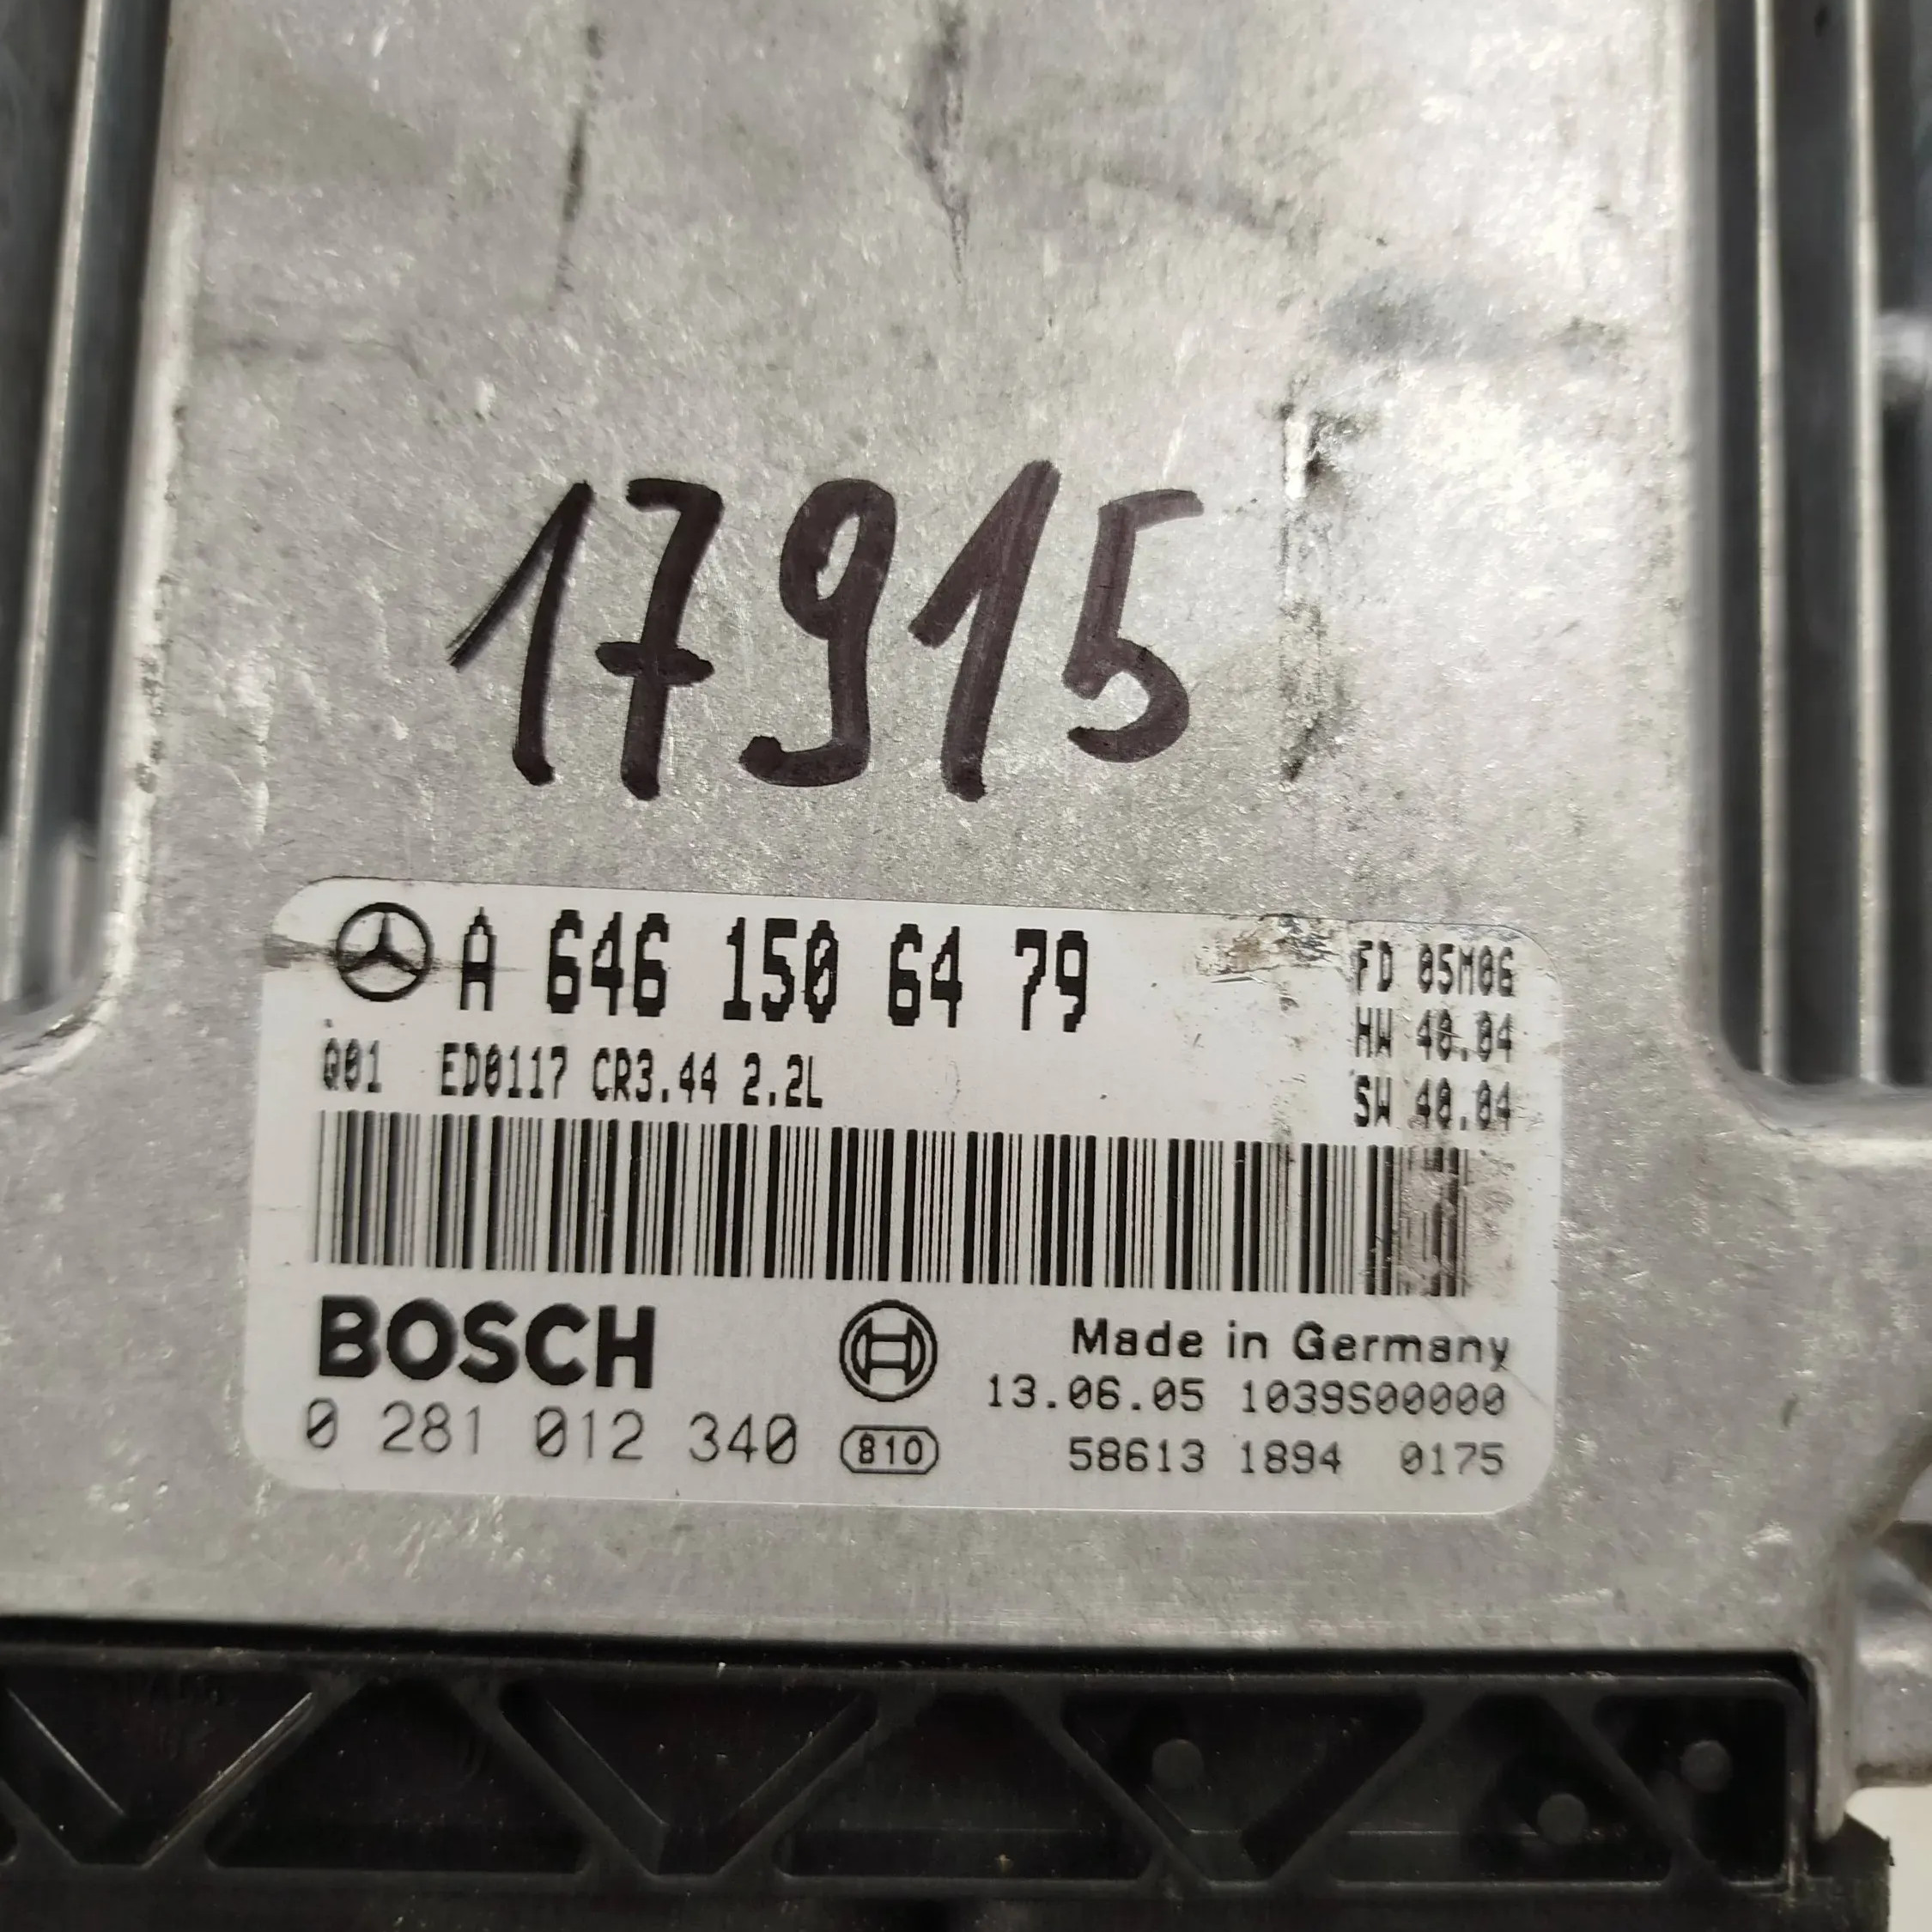 17915
A 646 150 64 79
FD 05M06
HW 40.04
Q01 ED0117 CR3.44 2.2L
SW 40.04
BOSCH
Made in Germany
13.06.05 1039S00000
0 281 012 340 810
58613 1894 0175